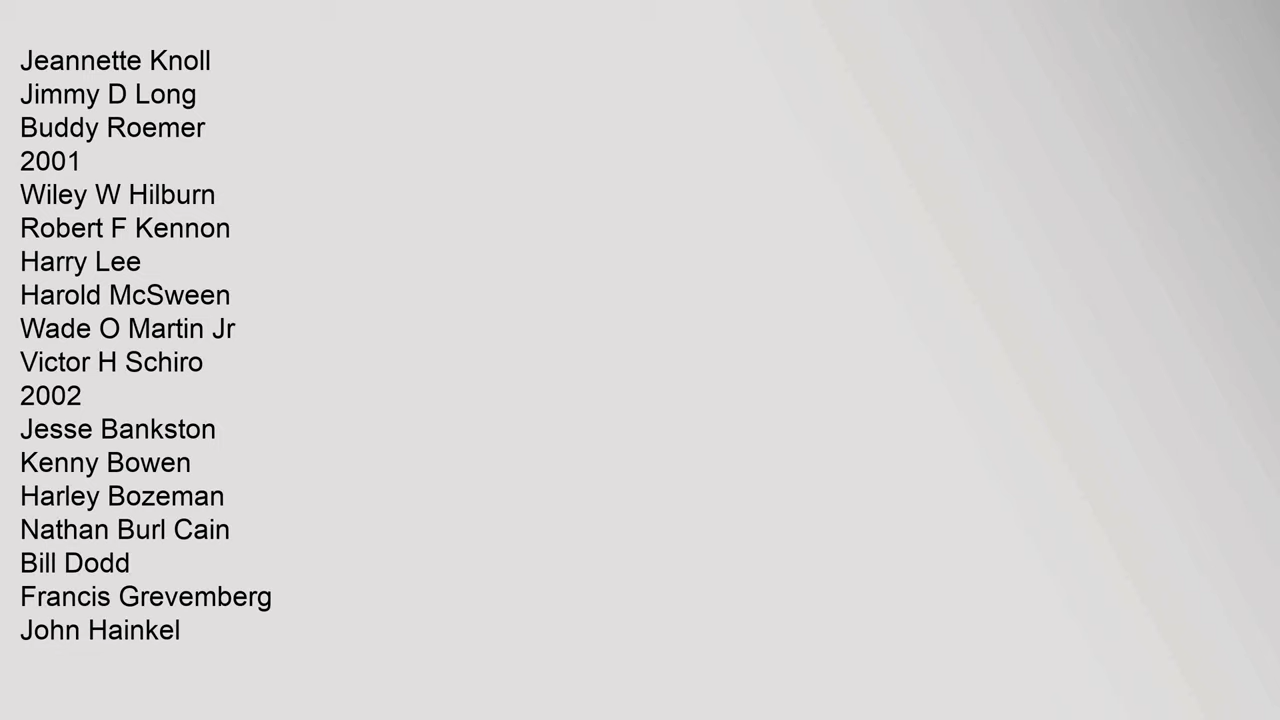 Jeannette Knoll
Jimmy D Long
Buddy Roemer
2001
Wiley W Hilburn
Robert F Kennon
Harry Lee
Harold McSween
Wade O Martin Jr
Victor H Schiro
2002
Jesse Bankston
Kenny Bowen
Harley Bozeman
Nathan Burl Cain
Bill Dodd
Francis Grevemberg
John Hainkel